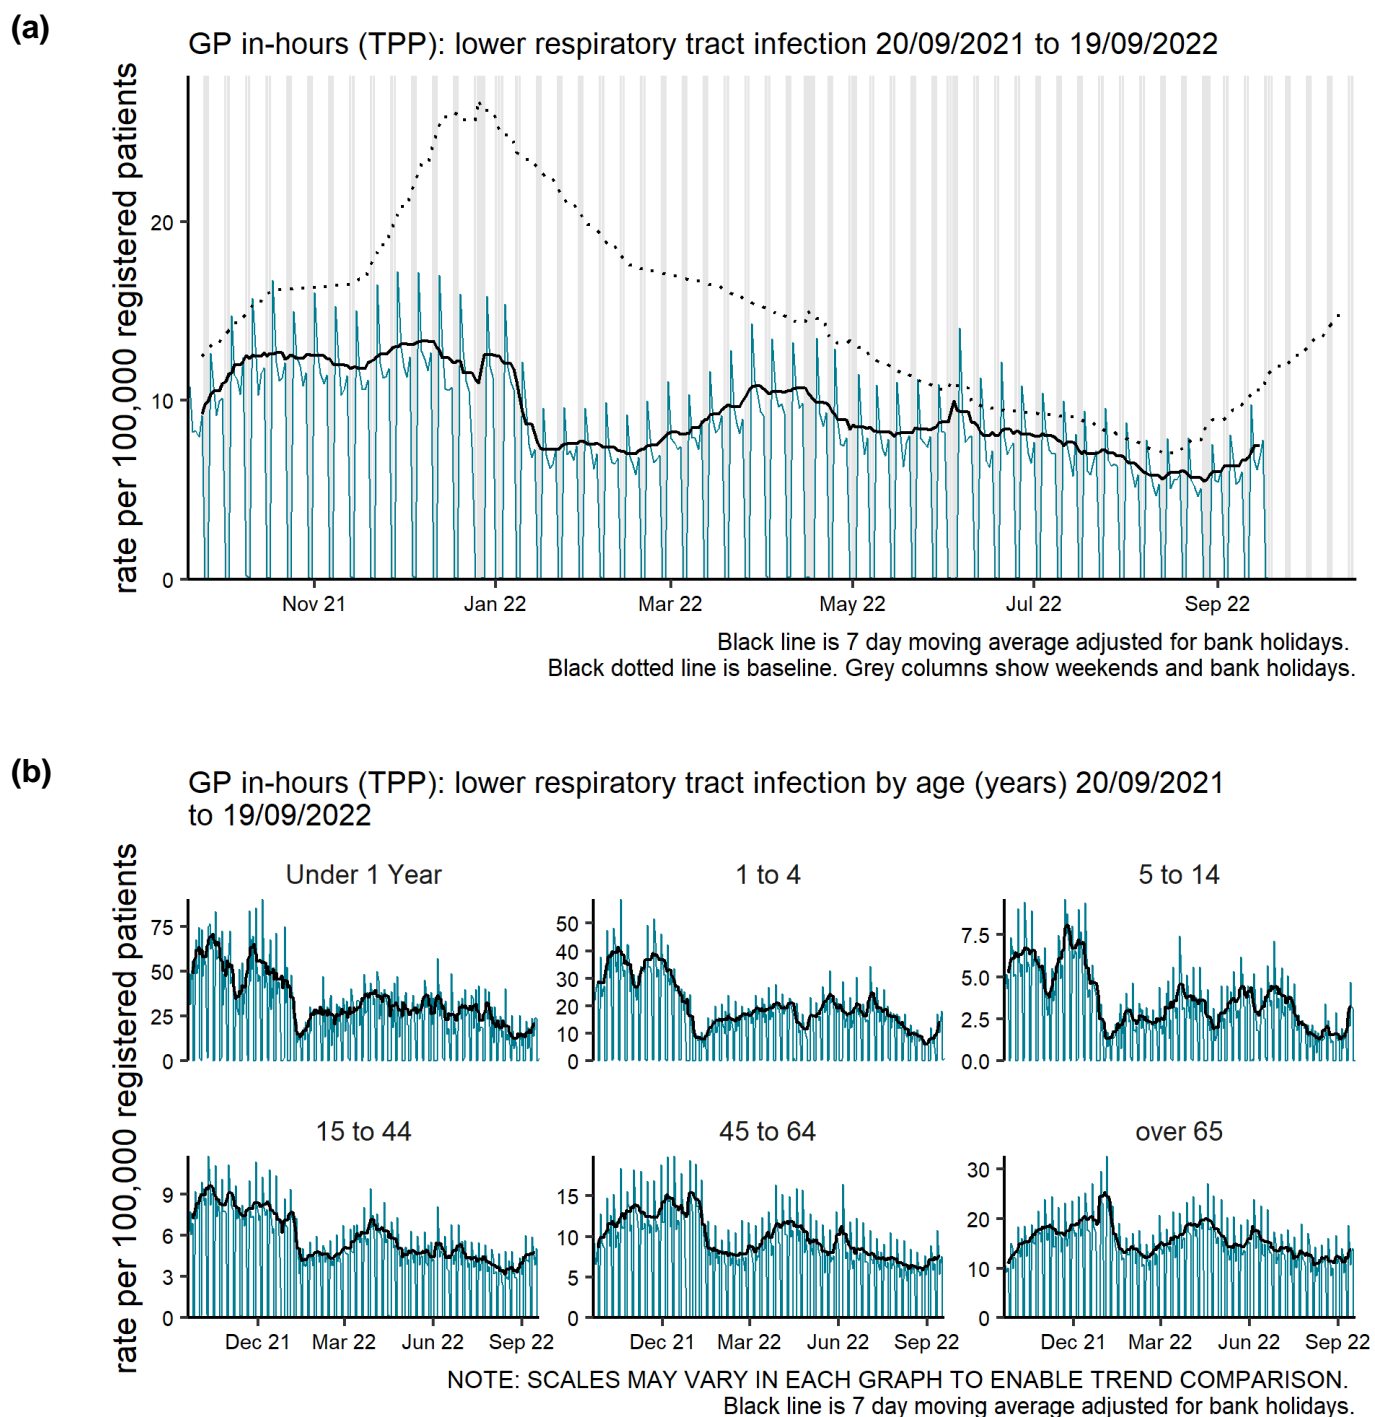 (a)
GP in-hours (TPP): lower respiratory tract infection 20/09/2021 to 19/09/2022
rate per 100,000 registered patients
20
10
0
Nov 21 Jan 22 Mar 22 May 22 Jul 22 Sep 22
Black line is 7 day moving average adjusted for bank holidays.
Black dotted line is baseline. Grey columns show weekends and bank holidays.
(b)
GP in-hours (TPP): lower respiratory tract infection by age (years) 20/09/2021
to 19/09/2022
rate per 100,000 registered patients
Under 1 Year
75
50
25
0
1 to 4
50
40
30
20
10
0
5 to 14
7.5
5.0
2.5
0.0
15 to 44
9
6
3
0
Dec 21 Mar 22 Jun 22 Sep 22
45 to 64
15
10
5
0
Dec 21 Mar 22 Jun 22 Sep 22
over 65
30
20
10
0
Dec 21 Mar 22 Jun 22 Sep 22
NOTE: SCALES MAY VARY IN EACH GRAPH TO ENABLE TREND COMPARISON.
Black line is 7 day moving average adjusted for bank holidays.